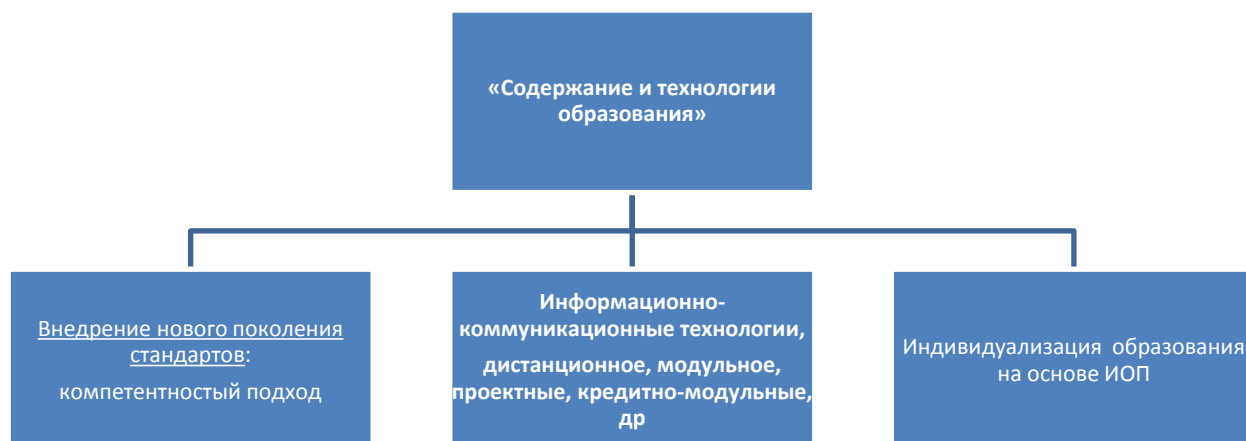 «Содержание и технологии
образования»
Внедрение нового поколения
стандартов:
компетентностый подход
Информационно-
коммуникационные технологии,
дистанционное, модульное,
проектные, кредитно-модульные,
др
Индивидуализация образования
на основе ИОП